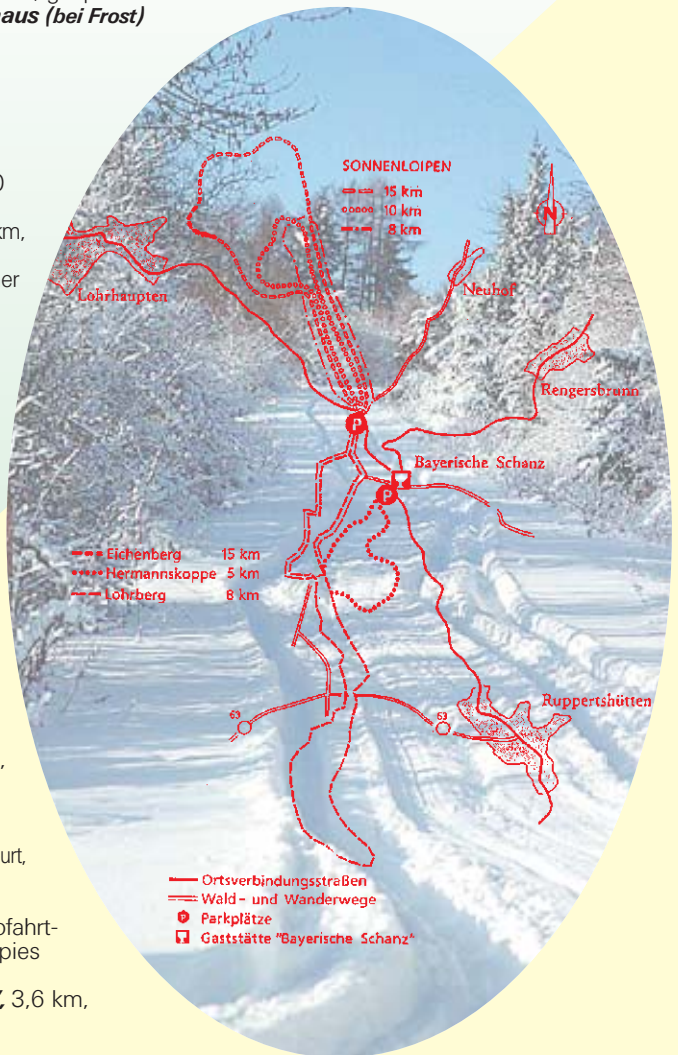 haus (bei Frost)
0
km,
er
SONNENLOIPEN
15 km
10 km
8 km
N
Lohrhaupten
Neuhof
Rengersbrunn
P
Bayerische Schanz
P
Eichenberg 15 km
Hermannskoppe 5 km
Lohrberg 8 km
Ruppertshütten
63
63
,
urt,
Ortsverbindungsstraßen
Wald- und Wanderwege
P Parkplätze
Gaststätte "Bayerische Schanz"
ofahrt-
pies
, 3,6 km,